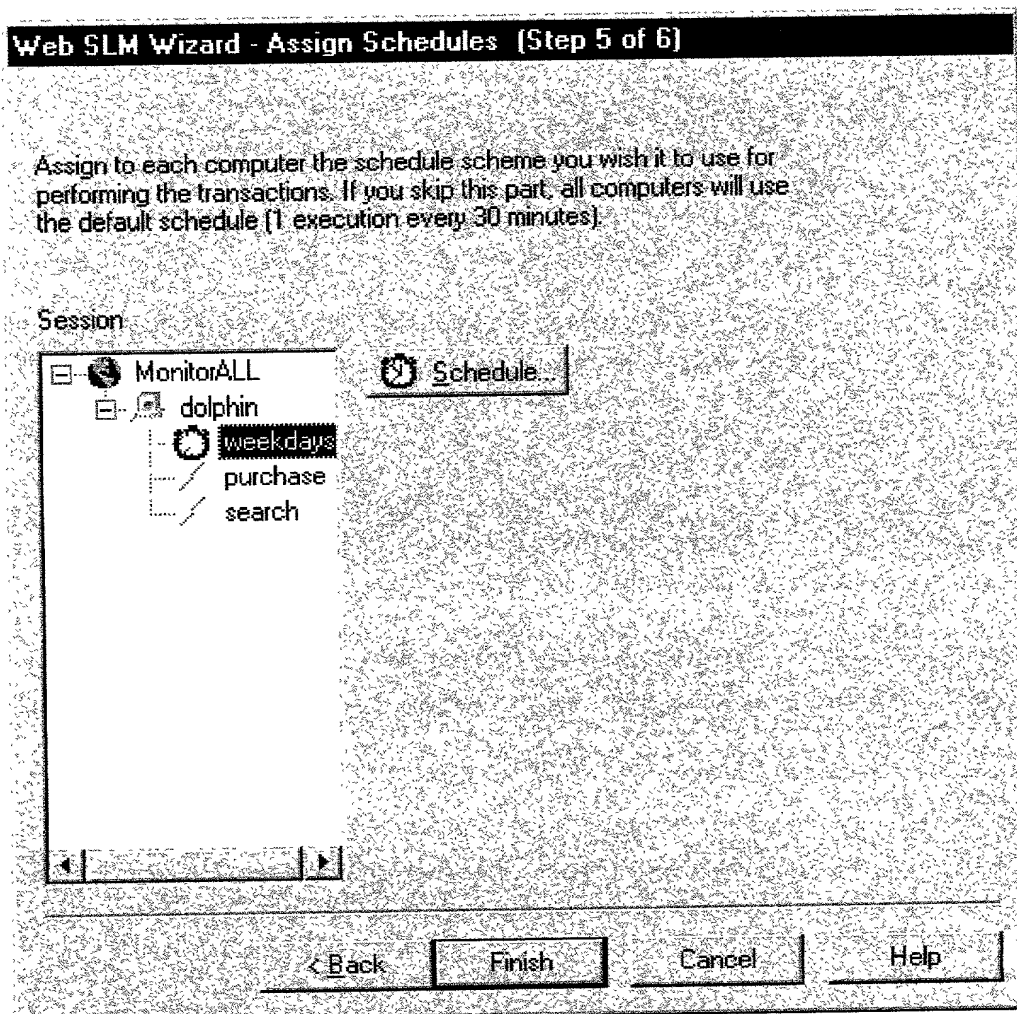 Web SLM Wizard - Assign Schedules (Step 5 of 6)
Assign to each computer the schedule scheme you wish it to use for
performing the transactions. If you skip this part, all computers will use
the default schedule (1 execution every 30 minutes)
Session
MonitorALL
Schedule...
dolphin
weekdays
purchase
search
< Back Finish Cancel Help